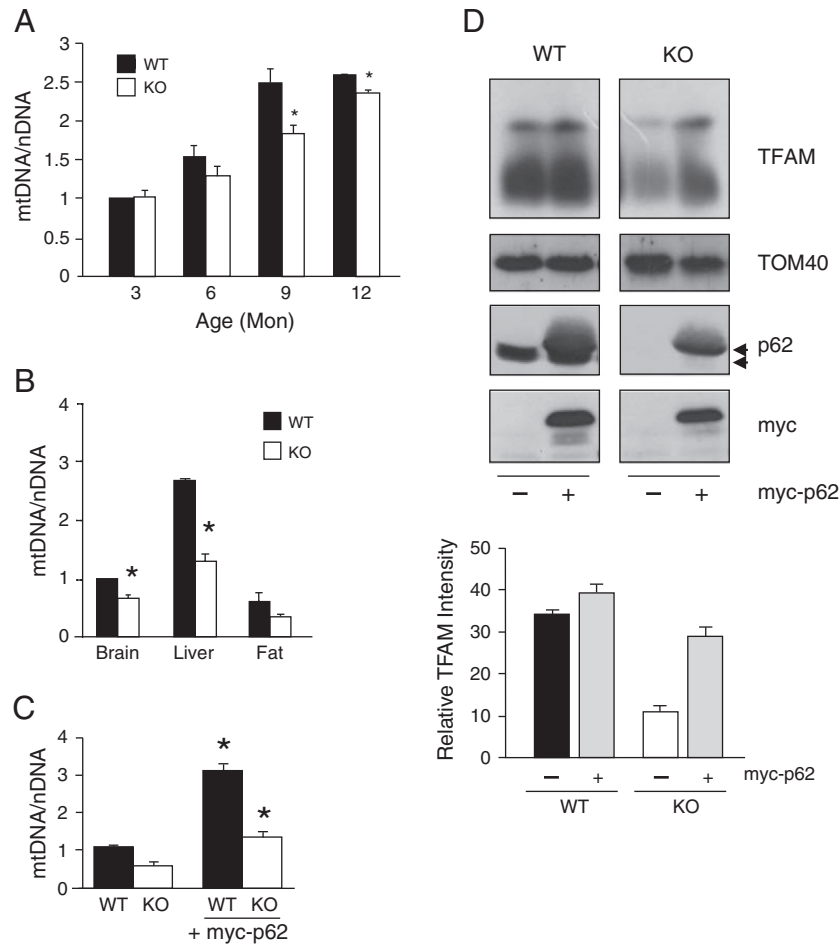 A
mtDNA/nDNA
3
2.5
2
1.5
1
0.5
0
WT
KO
*
*
3 6 9 12
Age (Mon)
B
mtDNA/nDNA
4
3
2
1
0
WT
KO
*
*
Brain Liver Fat
C
mtDNA/nDNA
4
3
2
1
0
*
*
WT KO WT KO
+ myc-p62
D
WT KO
TFAM
TOM40
p62
myc
− + − + myc-p62
Relative TFAM Intensity
50
40
30
20
10
0
− + − + myc-p62
WT KO